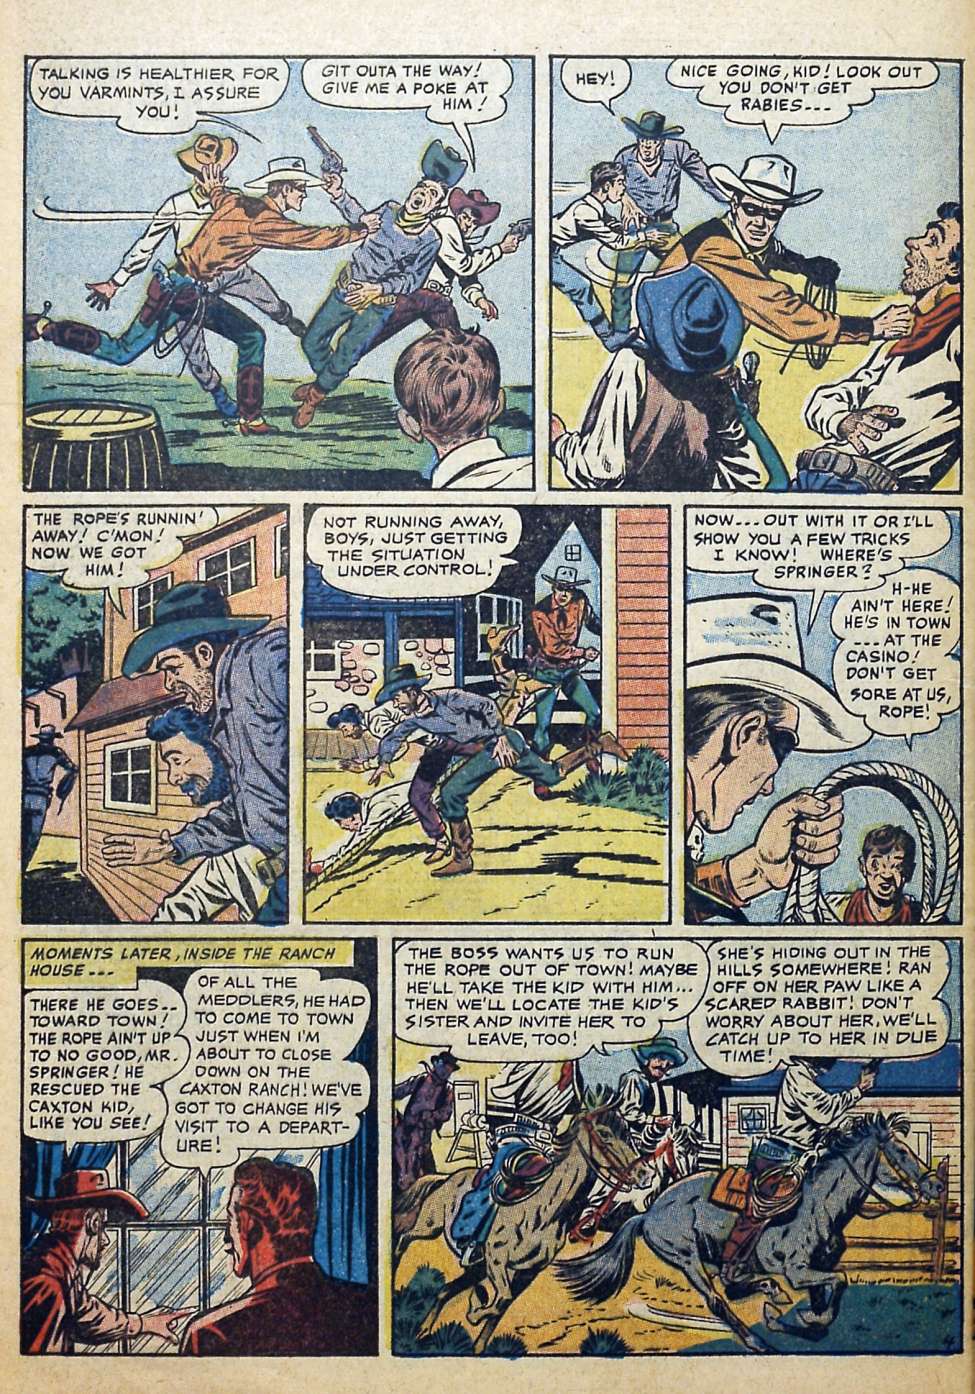 TALKING IS HEALTHIER FOR
YOU VARMINTS, I ASSURE
YOU!
GIT OUTA THE WAY!
GIVE ME A POKE AT
HIM!
HEY!
NICE GOING, KID! LOOK OUT
YOU DON'T GET
RABIES---
THE ROPE'S RUNNIN'
AWAY! C'MON!
NOW WE GOT
HIM!
NOT RUNNING AWAY,
BOYS, JUST GETTING
THE SITUATION
UNDER CONTROL!
NOW---OUT WITH IT OR I'LL
SHOW YOU A FEW TRICKS
I KNOW! WHERE'S
SPRINGER?
H-HE
AIN'T HERE!
HE'S IN TOWN
---AT THE
CASINO!
DON'T GET
SORE AT US,
ROPE!
MOMENTS LATER, INSIDE THE RANCH
HOUSE---
THERE HE GOES--
TOWARD TOWN!
THE ROPE AIN'T UP
TO NO GOOD, MR.
SPRINGER! HE
RESCUED THE
CAXTON KID,
LIKE YOU SEE!
OF ALL THE
MEDDLERS, HE HAD
TO COME TO TOWN
JUST WHEN I'M
ABOUT TO CLOSE
DOWN ON THE
CAXTON RANCH! WE'VE
GOT TO CHANGE HIS
VISIT TO A DEPART-
URE!
THE BOSS WANTS US TO RUN
THE ROPE OUT OF TOWN! MAYBE
HE'LL TAKE THE KID WITH HIM...
THEN WE'LL LOCATE THE KID'S
SISTER AND INVITE HER TO
LEAVE, TOO!
SHE'S HIDING OUT IN THE
HILLS SOMEWHERE! RAN
OFF ON HER PAW LIKE A
SCARED RABBIT! DON'T
WORRY ABOUT HER, WE'LL
CATCH UP TO HER IN DUE
TIME!
4